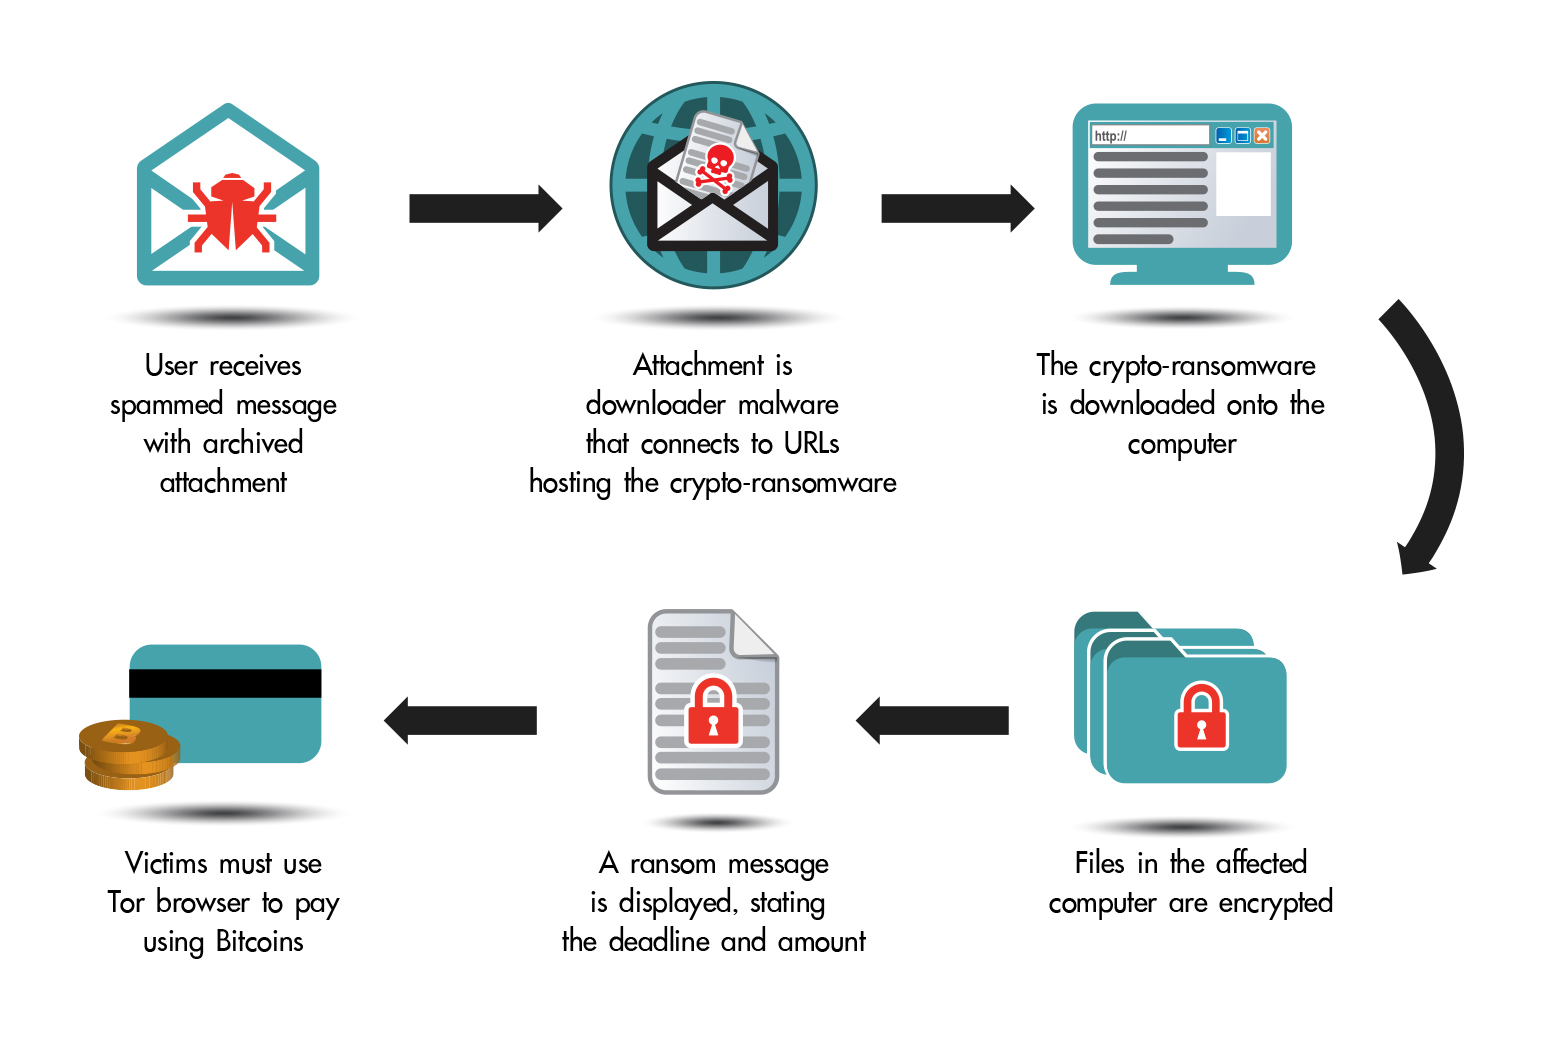 http://
User receives
spammed message
with archived
attachment
Attachment is
downloader malware
that connects to URLs
hosting the crypto-ransomware
The crypto-ransomware
is downloaded onto the
computer
Files in the affected
computer are encrypted
A ransom message
is displayed, stating
the deadline and amount
B
Victims must use
Tor browser to pay
using Bitcoins